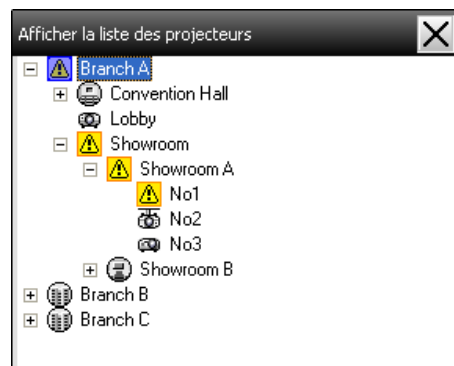 Afficher la liste des projecteurs
Branch A
Convention Hall
Lobby
Showroom
Showroom A
No1
No2
No3
Showroom B
Branch B
Branch C